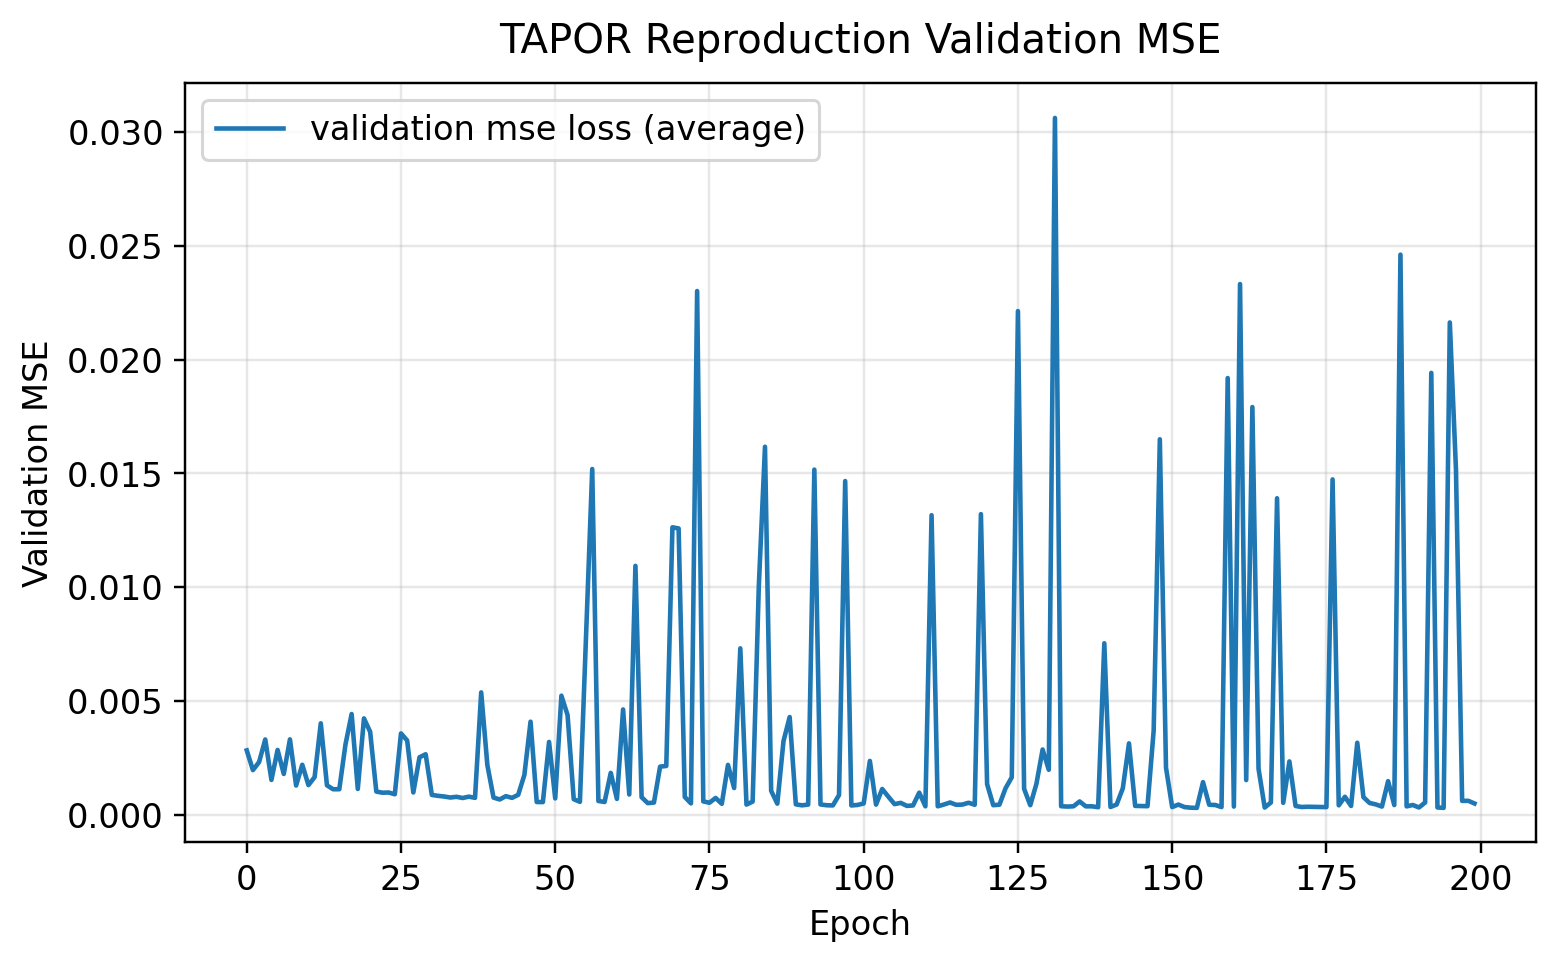 TAPOR Reproduction Validation MSE
validation mse loss (average)
Validation MSE
0.030
0.025
0.020
0.015
0.010
0.005
0.000
0 25 50 75 100 125 150 175 200
Epoch